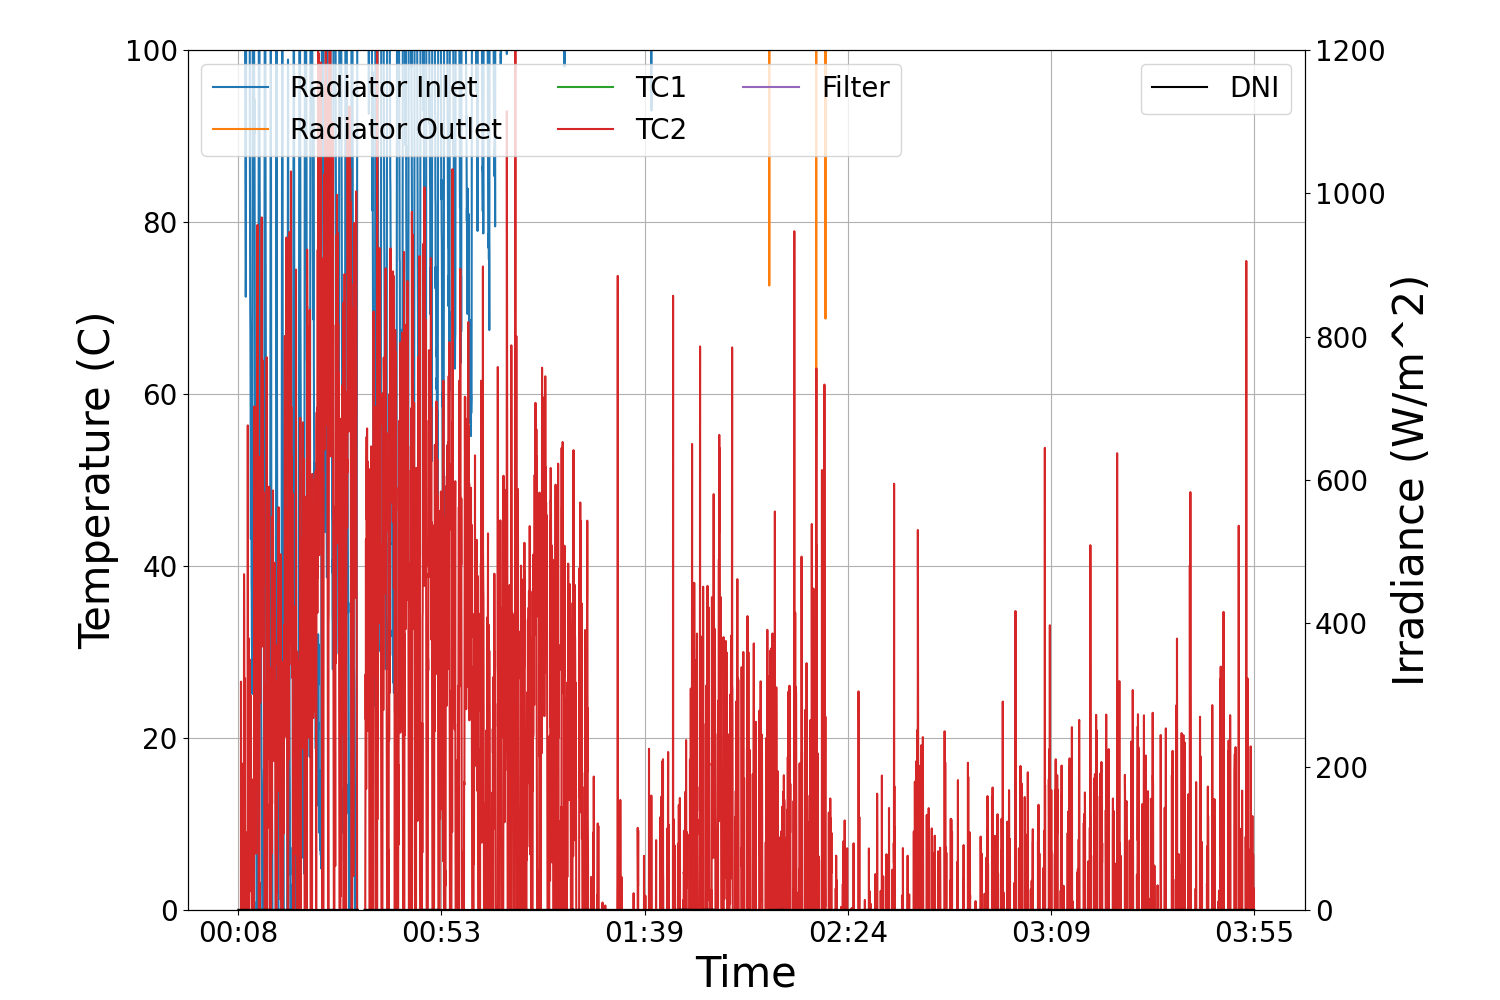 100
80
60
40
20
0
Temperature (C)
Radiator Inlet
Radiator Outlet
TC1
TC2
Filter
DNI
1200
1000
800
600
400
200
0
Irradiance (W/m^2)
00:08 00:53 01:39 02:24 03:09 03:55
Time